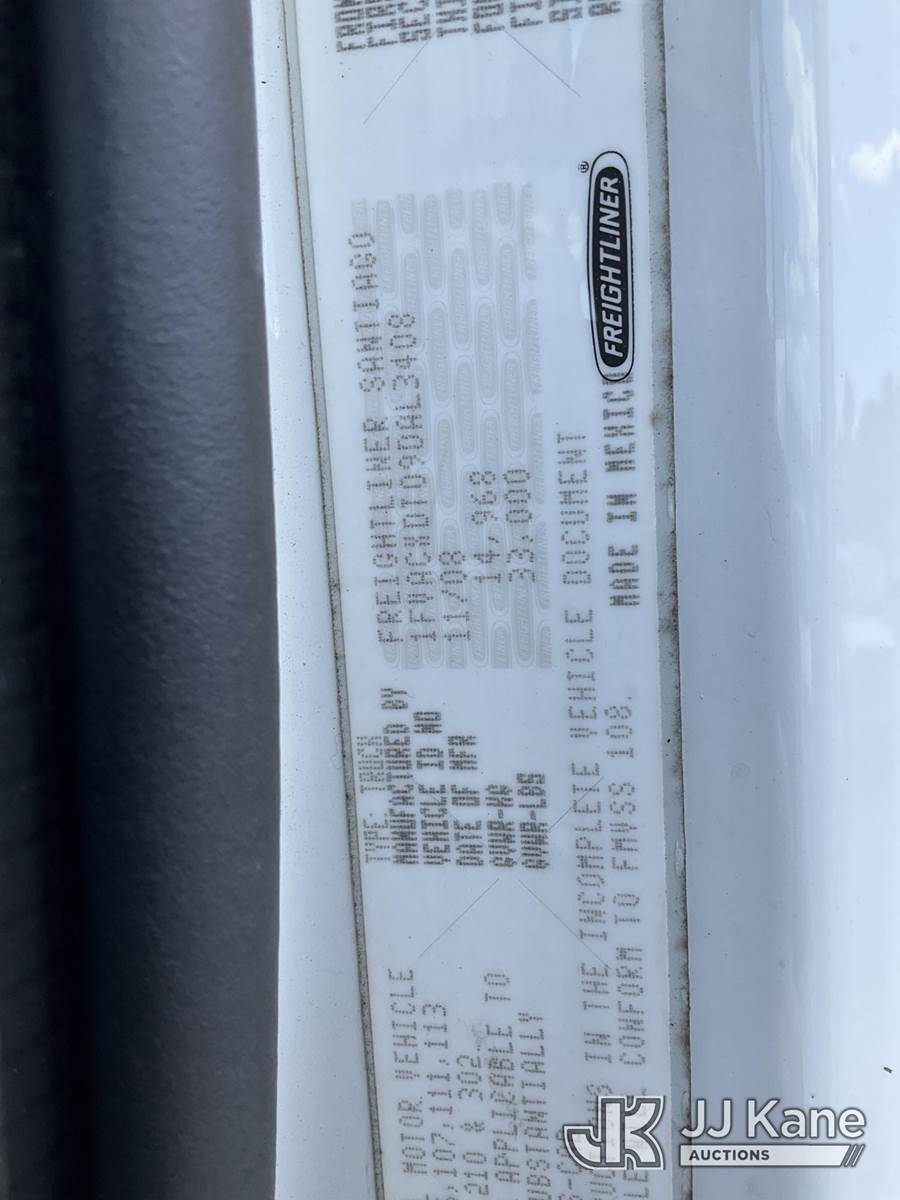 MOTOR VEHICLE
107,111,113
210 & 302.
APPLICABLE TO
SUBSTANTIALLY
IN THE INCOMPLETE VEHICLE DOCUMENT
CONFORM TO FMVSS 108.
TYPE: TRUCK
MANUFACTURED BY FREIGHTLINER SANTIAGO
VEHICLE ID NO 1FVACXDT09DAL3408
DATE OF MFR 11/08
GVWR-KG 14,968
GVWR-LBS 33,000
MADE IN MEXICO
FREIGHTLINER®
JK JJ Kane
AUCTIONS